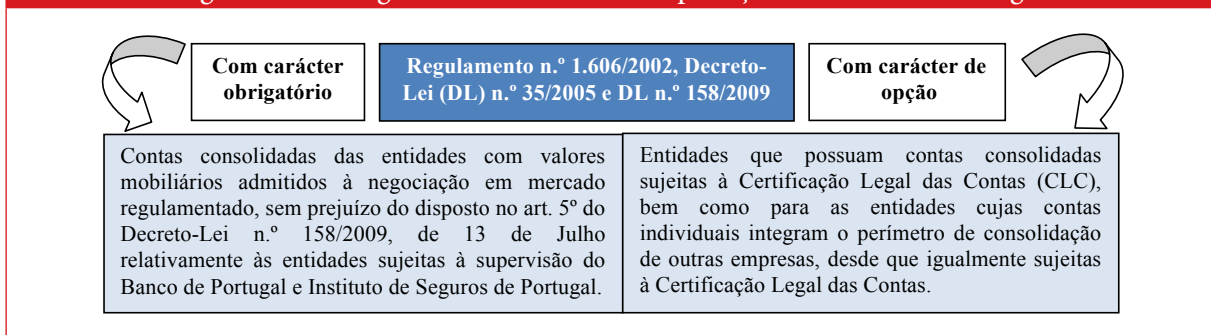 Com carácter
obrigatório
Regulamento n.º 1.606/2002, Decreto-
Lei (DL) n.º 35/2005 e DL n.º 158/2009
Com carácter de
opção
Contas consolidadas das entidades com valores
mobiliários admitidos à negociação em mercado
regulamentado, sem prejuízo do disposto no art. 5º do
Decreto-Lei n.º 158/2009, de 13 de Julho
relativamente às entidades sujeitas à supervisão do
Banco de Portugal e Instituto de Seguros de Portugal.
Entidades que possuam contas consolidadas
sujeitas à Certificação Legal das Contas (CLC),
bem como para as entidades cujas contas
individuais integram o perímetro de consolidação
de outras empresas, desde que igualmente sujeitas
à Certificação Legal das Contas.